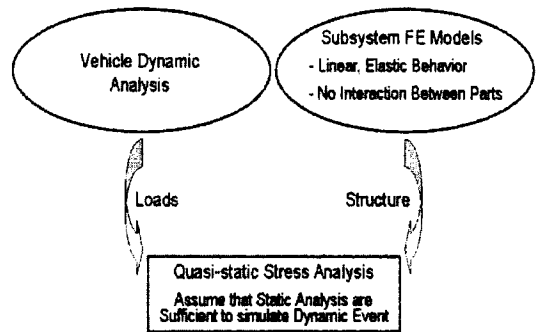 Vehicle Dynamic
Analysis
Subsystem FE Models
- Linear, Elastic Behavior
- No Interaction Between Parts
Loads
Structure
Quasi-static Stress Analysis
Assume that Static Analysis are
Sufficient to simulate Dynamic Event